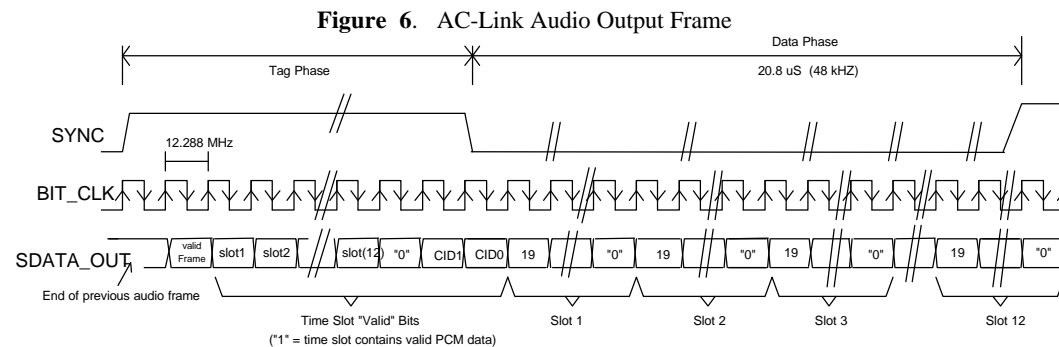 Figure 6. AC-Link Audio Output Frame
Data Phase
Tag Phase
20.8 uS (48 kHZ)
SYNC
12.288 MHz
BIT_CLK
SDATA_OUT
valid Frame slot1 slot2 slot(12) "0" CID1 CID0 19 "0" 19 "0" 19 "0" 19 "0"
End of previous audio frame
Time Slot "Valid" Bits
Slot 1 Slot 2 Slot 3 Slot 12
("1" = time slot contains valid PCM data)